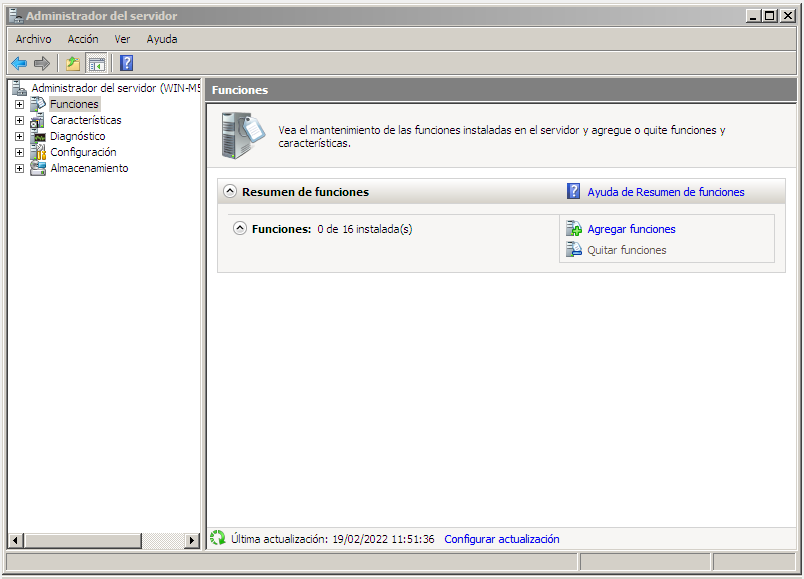 Administrador del servidor
Archivo Acción Ver Ayuda
Administrador del servidor (WIN-M5
Funciones
Características
Diagnóstico
Configuración
Almacenamiento
Funciones
Vea el mantenimiento de las funciones instaladas en el servidor y agregue o quite funciones y
características.
Resumen de funciones
Ayuda de Resumen de funciones
Funciones: 0 de 16 instalada(s)
Agregar funciones
Quitar funciones
Última actualización: 19/02/2022 11:51:36 Configurar actualización